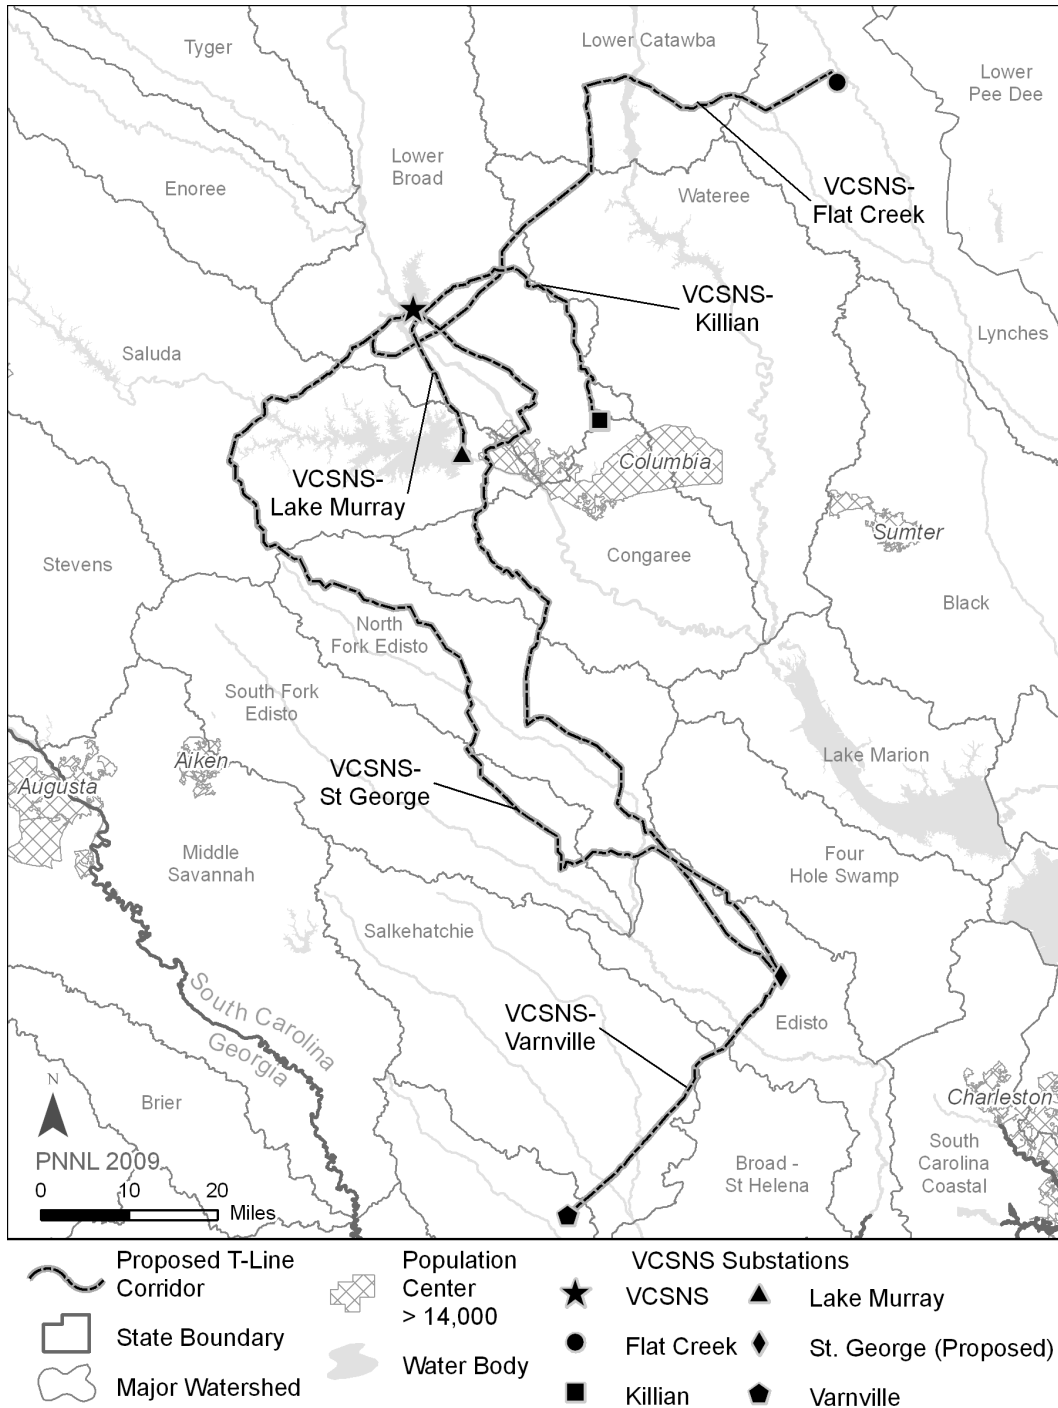 Tyger
Lower Catawba
Lower
Pee Dee
Lower
Broad
Enoree
Wateree
VCSNS-
Flat Creek
VCSNS-
Killian
Lynches
Saluda
Columbia
VCSNS-
Lake Murray
Sumter
Stevens
Congaree
Black
North
Fork Edisto
South Fork
Edisto
Aiken
Lake Marion
VCSNS-
St George
Augusta
Middle
Savannah
Four
Hole Swamp
Salkehatchie
South Carolina
Georgia
VCSNS-
Varnville
Edisto
Brier
Charleston
N
PNNL 2009
South
Carolina
Coastal
Broad -
St Helena
0 10 20
Miles
Proposed T-Line
Corridor
State Boundary
Major Watershed
Population
Center
> 14,000
Water Body
VCSNS Substations
VCSNS
Lake Murray
Flat Creek
St. George (Proposed)
Killian
Varnville